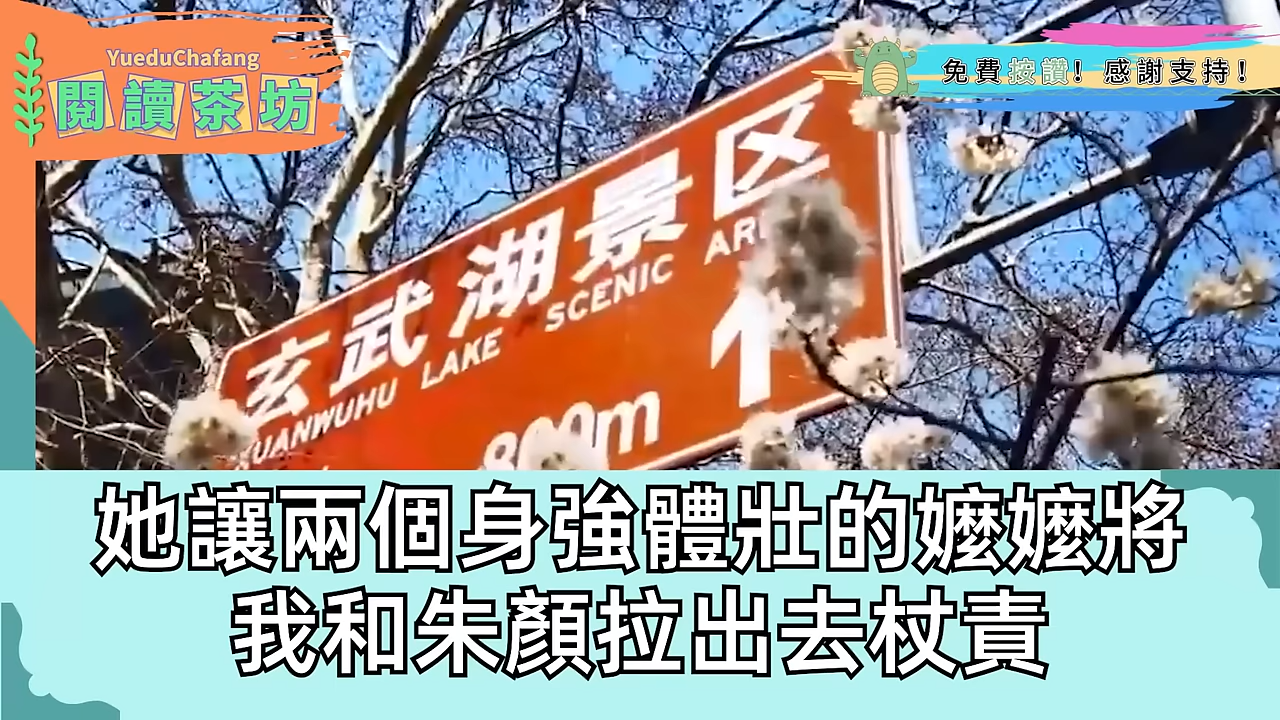 YueduChafang
閱讀茶坊
免費按讚!感謝支持!
玄武湖景区
XUANWUHU LAKE SCENIC
800m
她讓兩個身強體壯的嬤嬤將
我和朱顏拉出去杖責